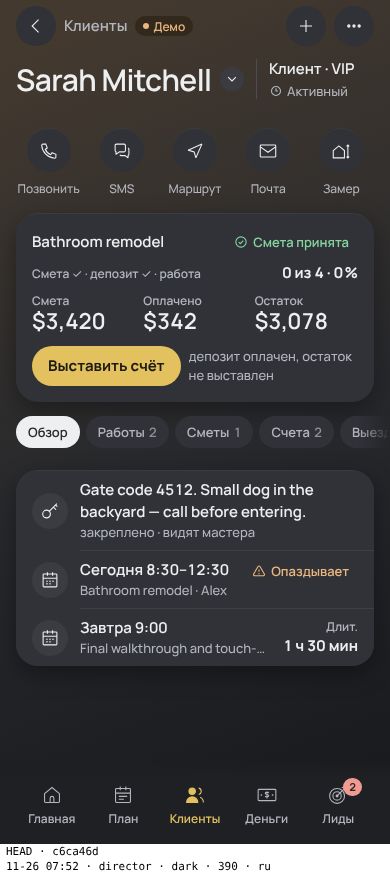 Клиенты
Демо
Sarah Mitchell
Клиент · VIP
Активный
Позвонить
SMS
Маршрут
Почта
Замер
Bathroom remodel
Смета принята
Смета ✓ · депозит ✓ · работа
0 из 4 · 0 %
Смета
Оплачено
Остаток
$3,420
$342
$3,078
Выставить счёт
депозит оплачен, остаток
не выставлен
Обзор
Работы 2
Сметы 1
Счета 2
Выез
Gate code 4512. Small dog in the
backyard — call before entering.
закреплено · видят мастера
Сегодня 8:30–12:30
Опаздывает
Bathroom remodel · Alex
Завтра 9:00
Длит.
Final walkthrough and touch-…
1 ч 30 мин
2
Главная
План
Клиенты
Деньги
Лиды
HEAD · c6ca46d
11-26 07:52 · director · dark · 390 · ru